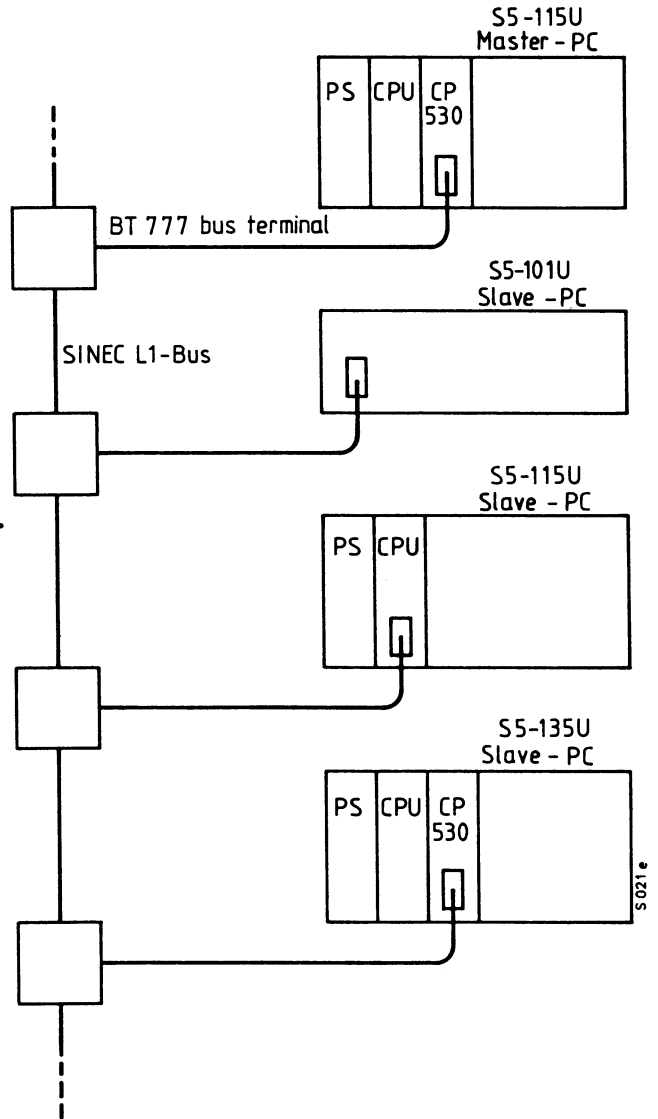 S5-115U
Master-PC
PS CPU CP
530
BT 777 bus terminal
S5-101U
Slave -PC
SINEC L1-Bus
S5-115U
Slave - PC
PS CPU
S5-135U
Slave - PC
PS CPU CP
530
S 021 e